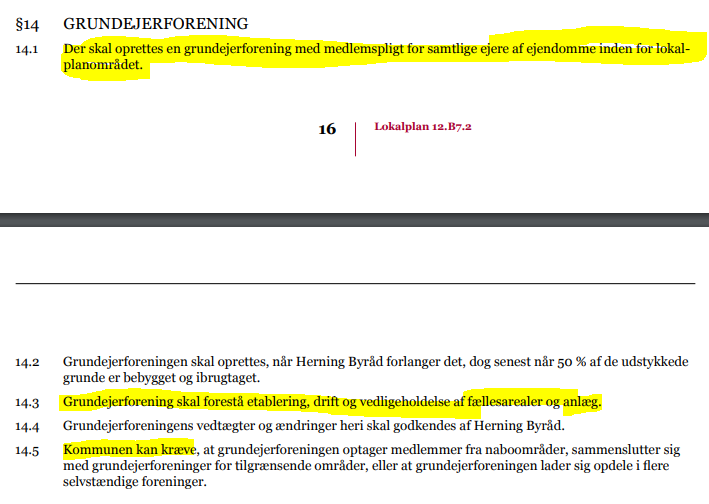 §14 GRUNDEJERFORENING
14.1 Der skal oprettes en grundejerforening med medlemspligt for samtlige ejere af ejendomme inden for lokal-
planområdet.
16 Lokalplan 12.B7.2
14.2 Grundejerforeningen skal oprettes, når Herning Byråd forlanger det, dog senest når 50 % af de udstykkede
grunde er bebygget og ibrugtaget.
14.3 Grundejerforening skal forestå etablering, drift og vedligeholdelse af fællesarealer og anlæg.
14.4 Grundejerforeningens vedtægter og ændringer heri skal godkendes af Herning Byråd.
14.5 Kommunen kan kræve, at grundejerforeningen optager medlemmer fra naboområder, sammenslutter sig
med grundejerforeninger for tilgrænsende områder, eller at grundejerforeningen lader sig opdele i flere
selvstændige foreninger.